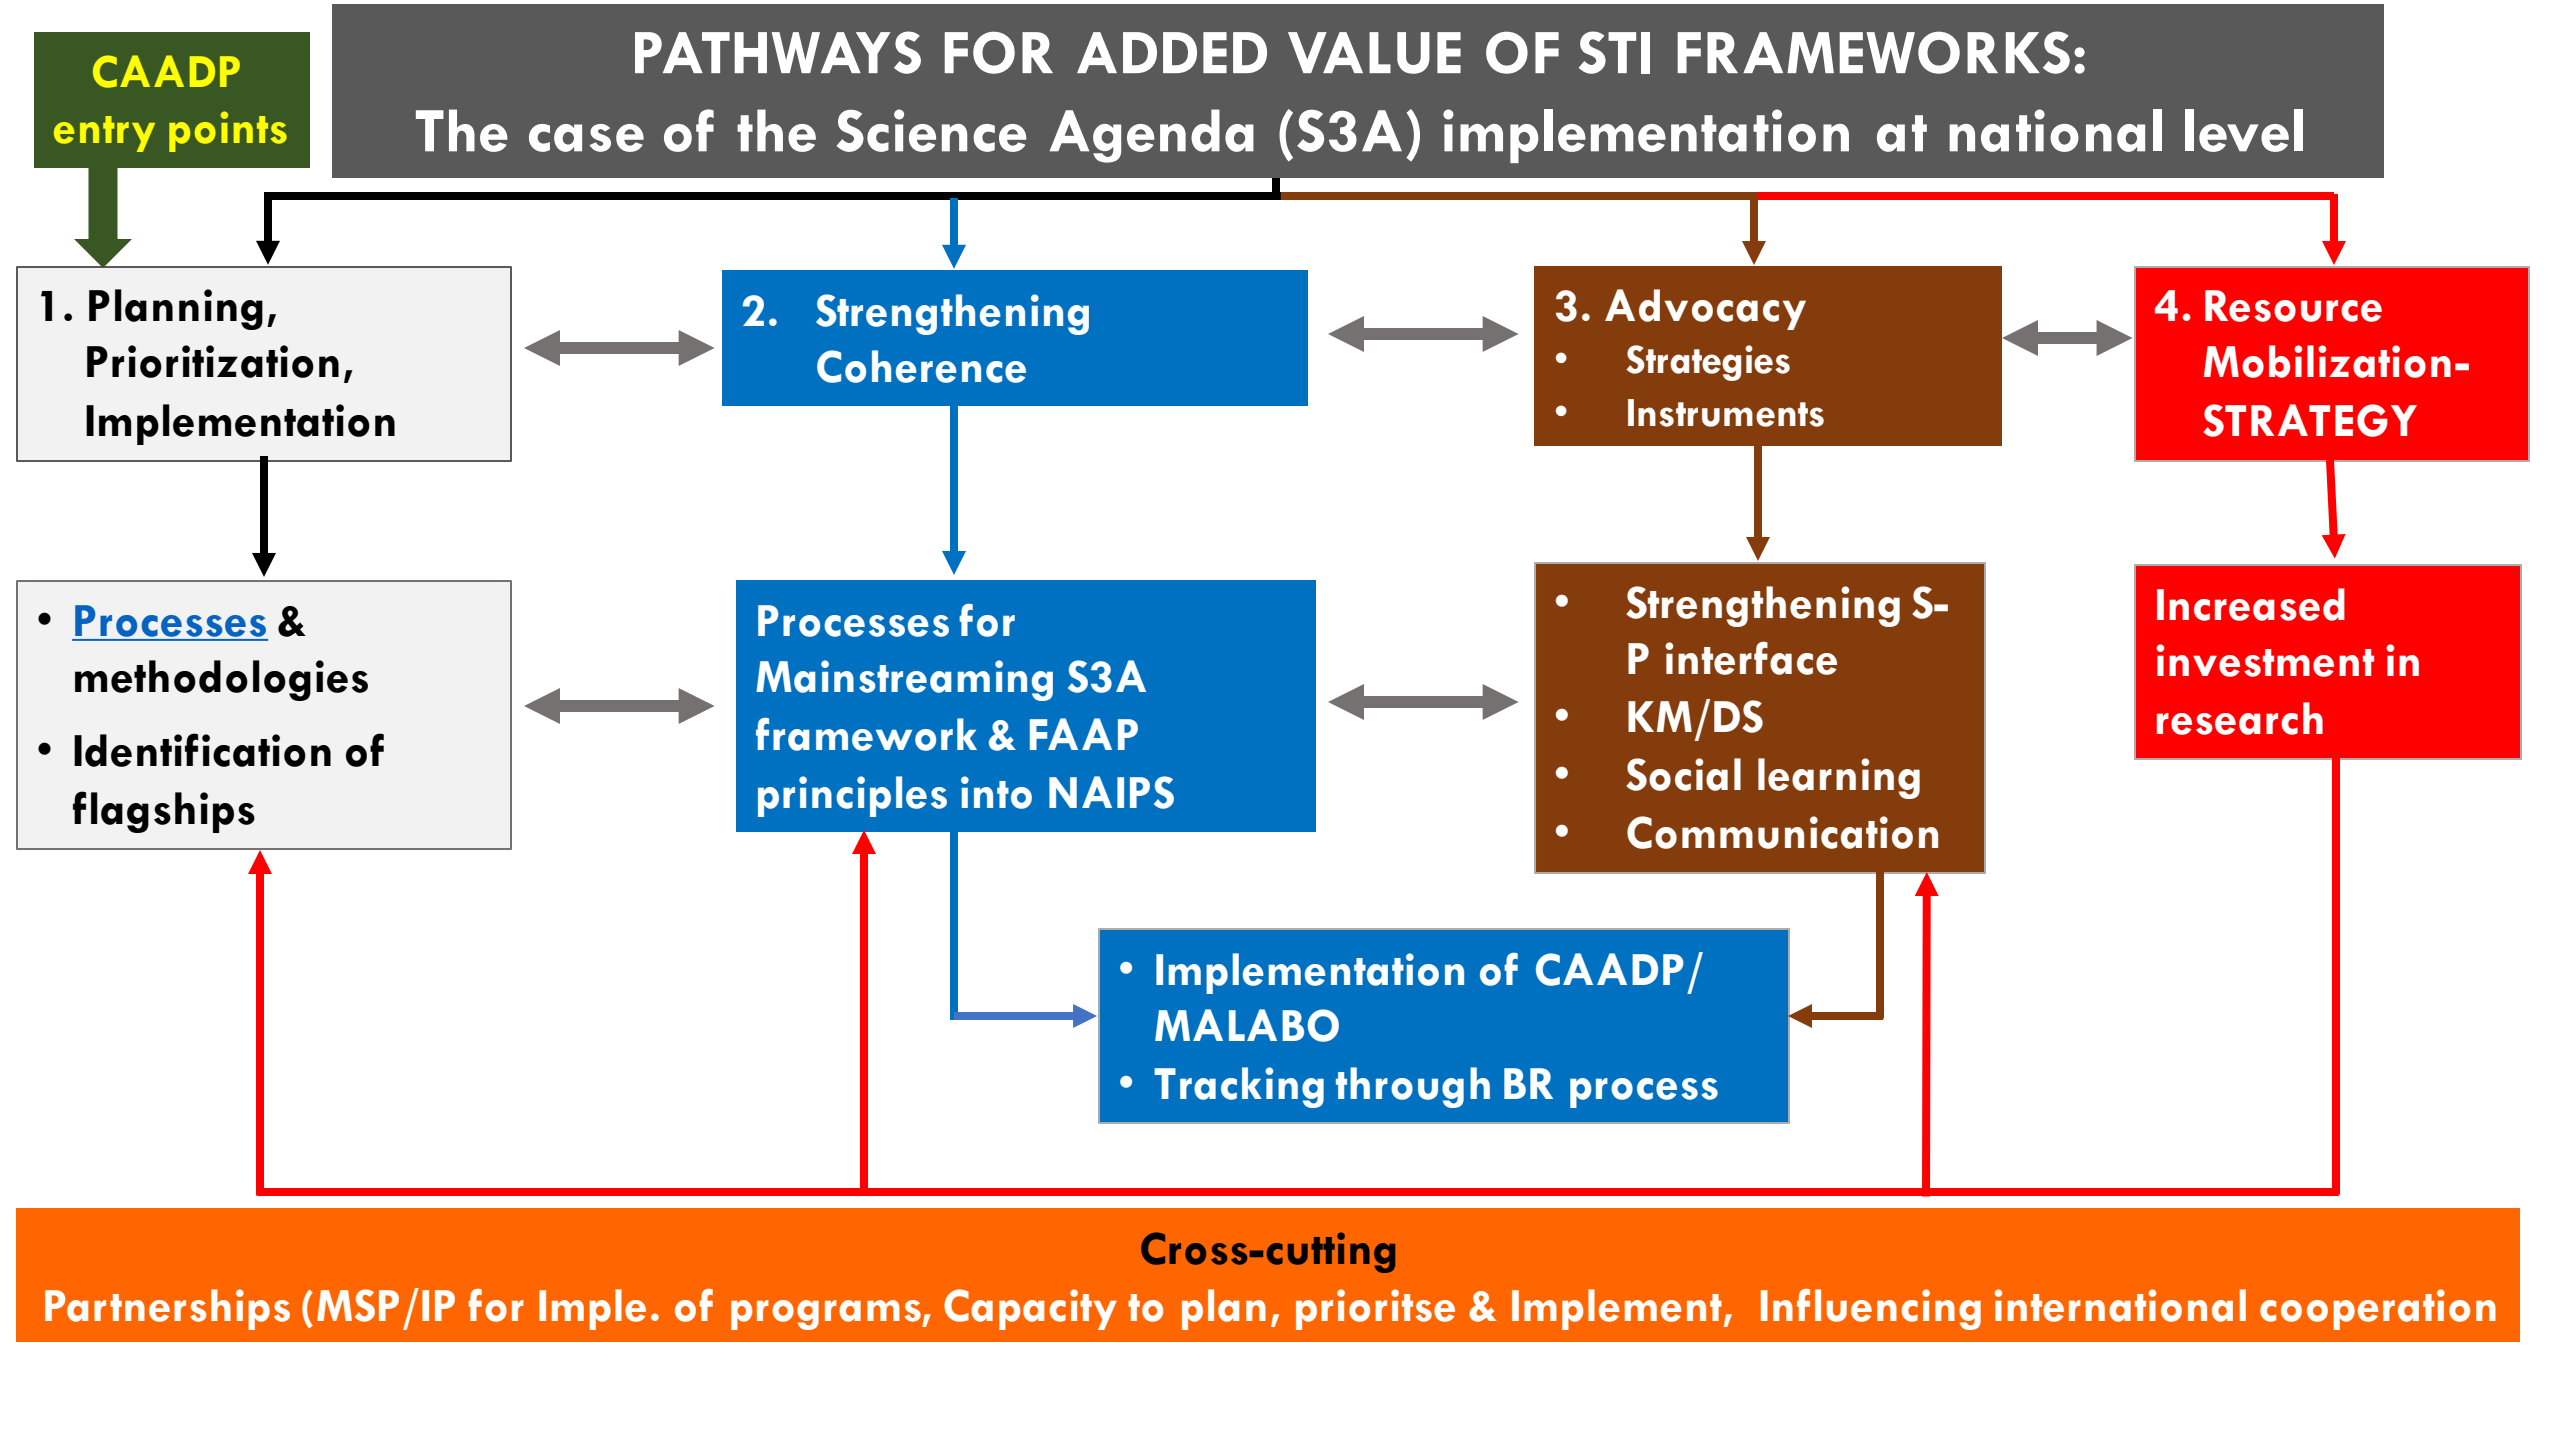 CAADP
entry points
PATHWAYS FOR ADDED VALUE OF STI FRAMEWORKS:
The case of the Science Agenda (S3A) implementation at national level
1. Planning,
Prioritization,
Implementation
2. Strengthening
Coherence
3. Advocacy
• Strategies
• Instruments
4. Resource
Mobilization-
STRATEGY
• Processes &
methodologies
• Identification of
flagships
Processes for
Mainstreaming S3A
framework & FAAP
principles into NAIPS
• Strengthening S-
P interface
• KM/DS
• Social learning
• Communication
Increased
investment in
research
• Implementation of CAADP/
MALABO
• Tracking through BR process
Cross-cutting
Partnerships (MSP/IP for Imple. of programs, Capacity to plan, prioritse & Implement, Influencing international cooperation